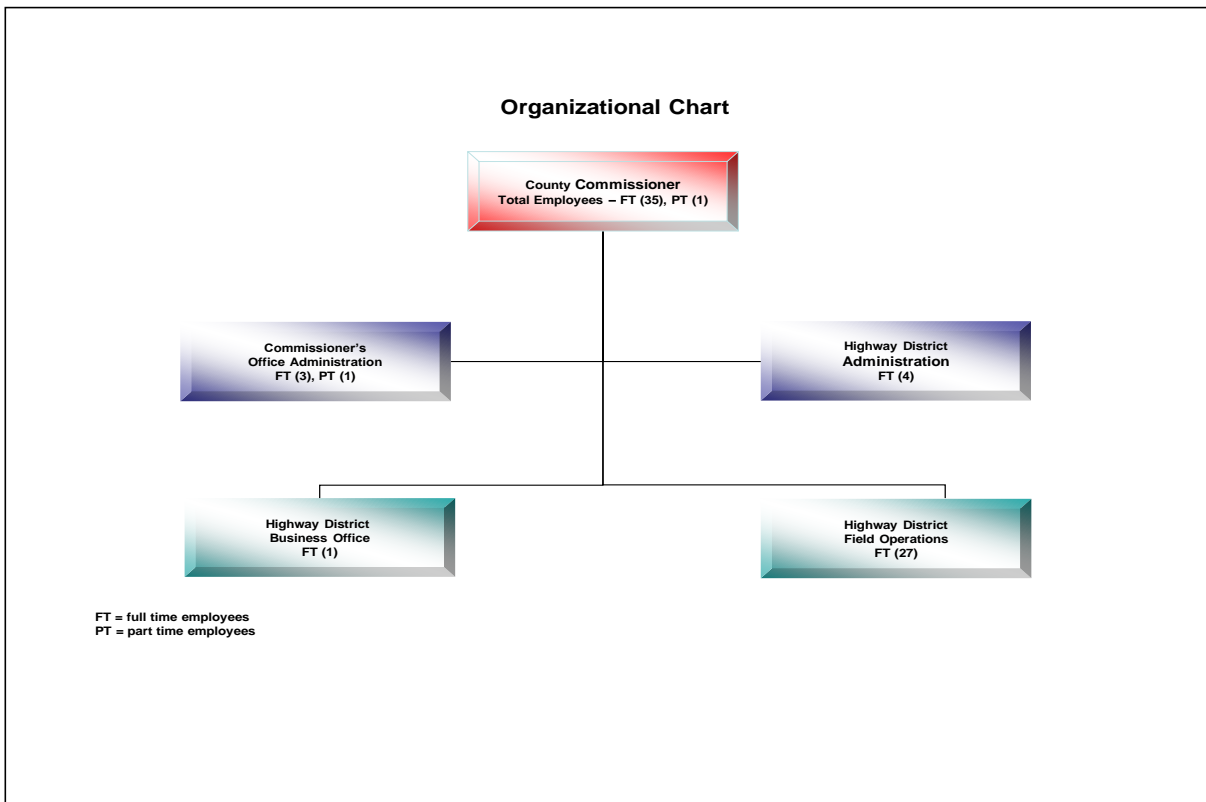 Organizational Chart
County Commissioner
Total Employees – FT (35), PT (1)
Commissioner's
Office Administration
FT (3), PT (1)
Highway District
Administration
FT (4)
Highway District
Business Office
FT (1)
Highway District
Field Operations
FT (27)
FT = full time employees
PT = part time employees